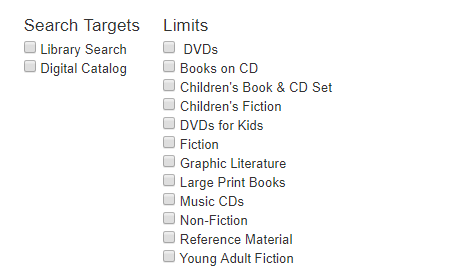 Search Targets
Library Search
Digital Catalog
Limits
DVDs
Books on CD
Children's Book & CD Set
Children's Fiction
DVDs for Kids
Fiction
Graphic Literature
Large Print Books
Music CDs
Non-Fiction
Reference Material
Young Adult Fiction